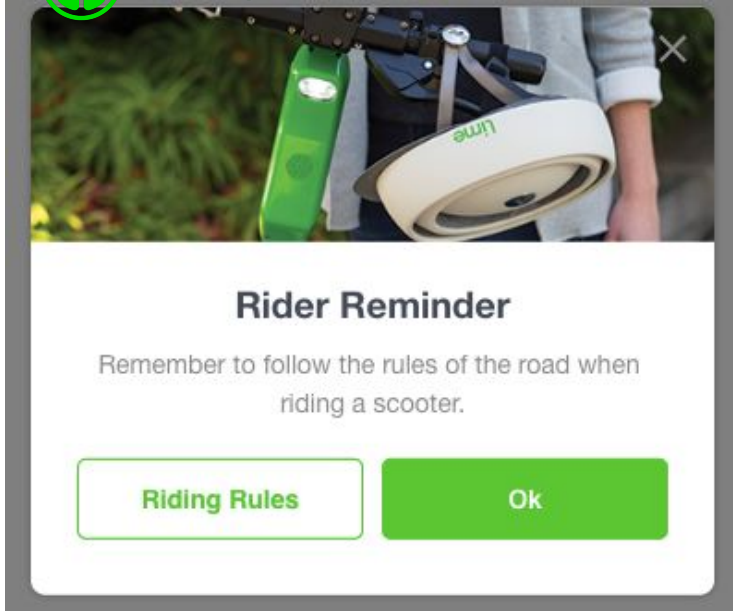 Lime
Rider Reminder
Remember to follow the rules of the road when
riding a scooter.
Riding Rules
Ok